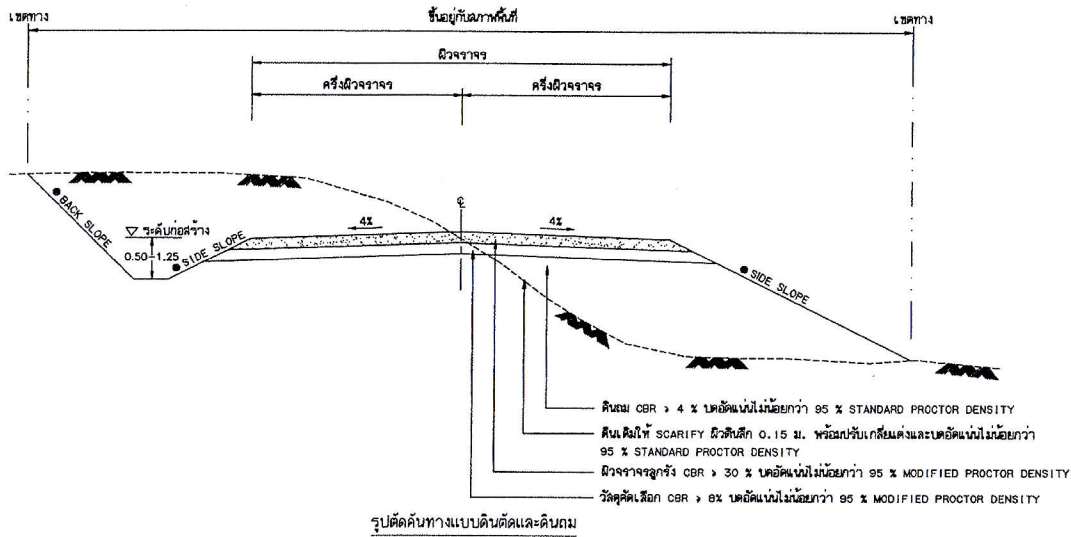 เขตทาง
ขึ้นอยู่กับสภาพพื้นที่
เขตทาง
ผิวจราจร
ครึ่งผิวจราจร
ครึ่งผิวจราจร
BACK SLOPE
ระดับก่อสร้าง
0.50-1.25
SIDE SLOPE
4%
℄
4%
SIDE SLOPE
ดินถม CBR > 4 % บดอัดแน่นไม่น้อยกว่า 95 % STANDARD PROCTOR DENSITY
ดินเดิมให้ SCARIFY ผิวดินลึก 0.15 ม. พร้อมปรับเกลี่ยแต่งและบดอัดแน่นไม่น้อยกว่า
95 % STANDARD PROCTOR DENSITY
ผิวจราจรลูกรัง CBR > 30 % บดอัดแน่นไม่น้อยกว่า 95 % MODIFIED PROCTOR DENSITY
วัสดุคัดเลือก CBR > 8% บดอัดแน่นไม่น้อยกว่า 95 % MODIFIED PROCTOR DENSITY
รูปตัดคันทางแบบดินตัดและดินถม